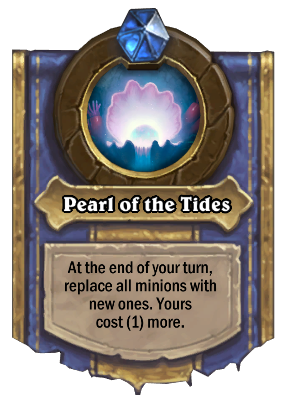 Pearl of the Tides
At the end of your turn,
replace all minions with
new ones. Yours
cost (1) more.